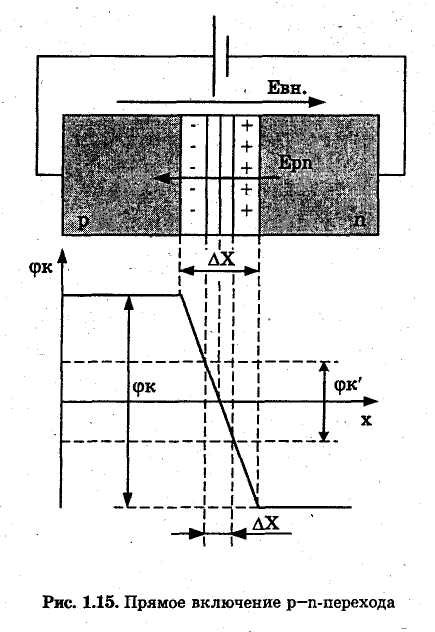 Eвн.
- +
- +
- +
- +
- +
Epn
p
n
ΔX
φк
φк
φк′
x
ΔX
Рис. 1.15. Прямое включение p–n-перехода